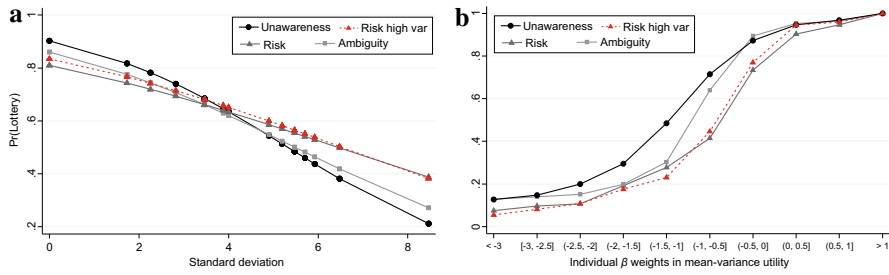 a
Unawareness
Risk high var
Risk
Ambiguity
Pr(Lottery)
1
.8
.6
.4
.2
0
2
4
6
8
Standard deviation
b
Unawareness
Risk high var
Risk
Ambiguity
1
.8
.6
.4
.2
0
< -3
[-3, -2.5]
(-2.5, -2]
(-2, -1.5]
(-1.5, -1]
(-1, -0.5]
(-0.5, 0]
(0, 0.5]
(0.5, 1]
> 1
Individual β weights in mean-variance utility